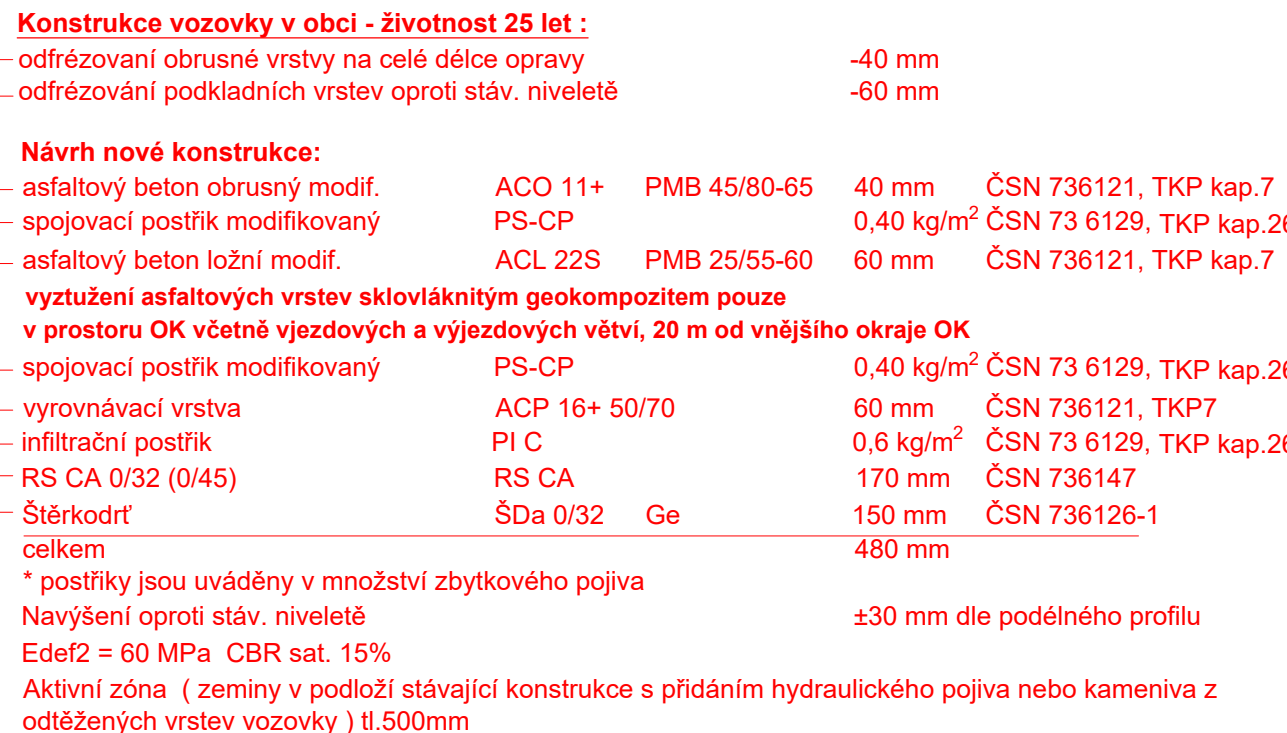 Konstrukce vozovky v obci - životnost 25 let :
odfrézovaní obrusné vrstvy na celé délce opravy -40 mm
odfrézování podkladních vrstev oproti stáv. niveletě -60 mm
Návrh nové konstrukce:
asfaltový beton obrusný modif. ACO 11+ PMB 45/80-65 40 mm ČSN 736121, TKP kap.7
spojovací postřik modifikovaný PS-CP 0,40 kg/m² ČSN 73 6129, TKP kap.26
asfaltový beton ložní modif. ACL 22S PMB 25/55-60 60 mm ČSN 736121, TKP kap.7
vyztužení asfaltových vrstev sklovláknitým geokompozitem pouze
v prostoru OK včetně vjezdových a výjezdových větví, 20 m od vnějšího okraje OK
spojovací postřik modifikovaný PS-CP 0,40 kg/m² ČSN 73 6129, TKP kap.26
vyrovnávací vrstva ACP 16+ 50/70 60 mm ČSN 736121, TKP7
infiltrační postřik PI C 0,6 kg/m² ČSN 73 6129, TKP kap.26
RS CA 0/32 (0/45) RS CA 170 mm ČSN 736147
Štěrkodrť ŠDa 0/32 Ge 150 mm ČSN 736126-1
celkem 480 mm
* postřiky jsou uváděny v množství zbytkového pojiva
Navýšení oproti stáv. niveletě ±30 mm dle podélného profilu
Edef2 = 60 MPa CBR sat. 15%
Aktivní zóna ( zeminy v podloží stávající konstrukce s přidáním hydraulického pojiva nebo kameniva z
odtěžených vrstev vozovky ) tl.500mm